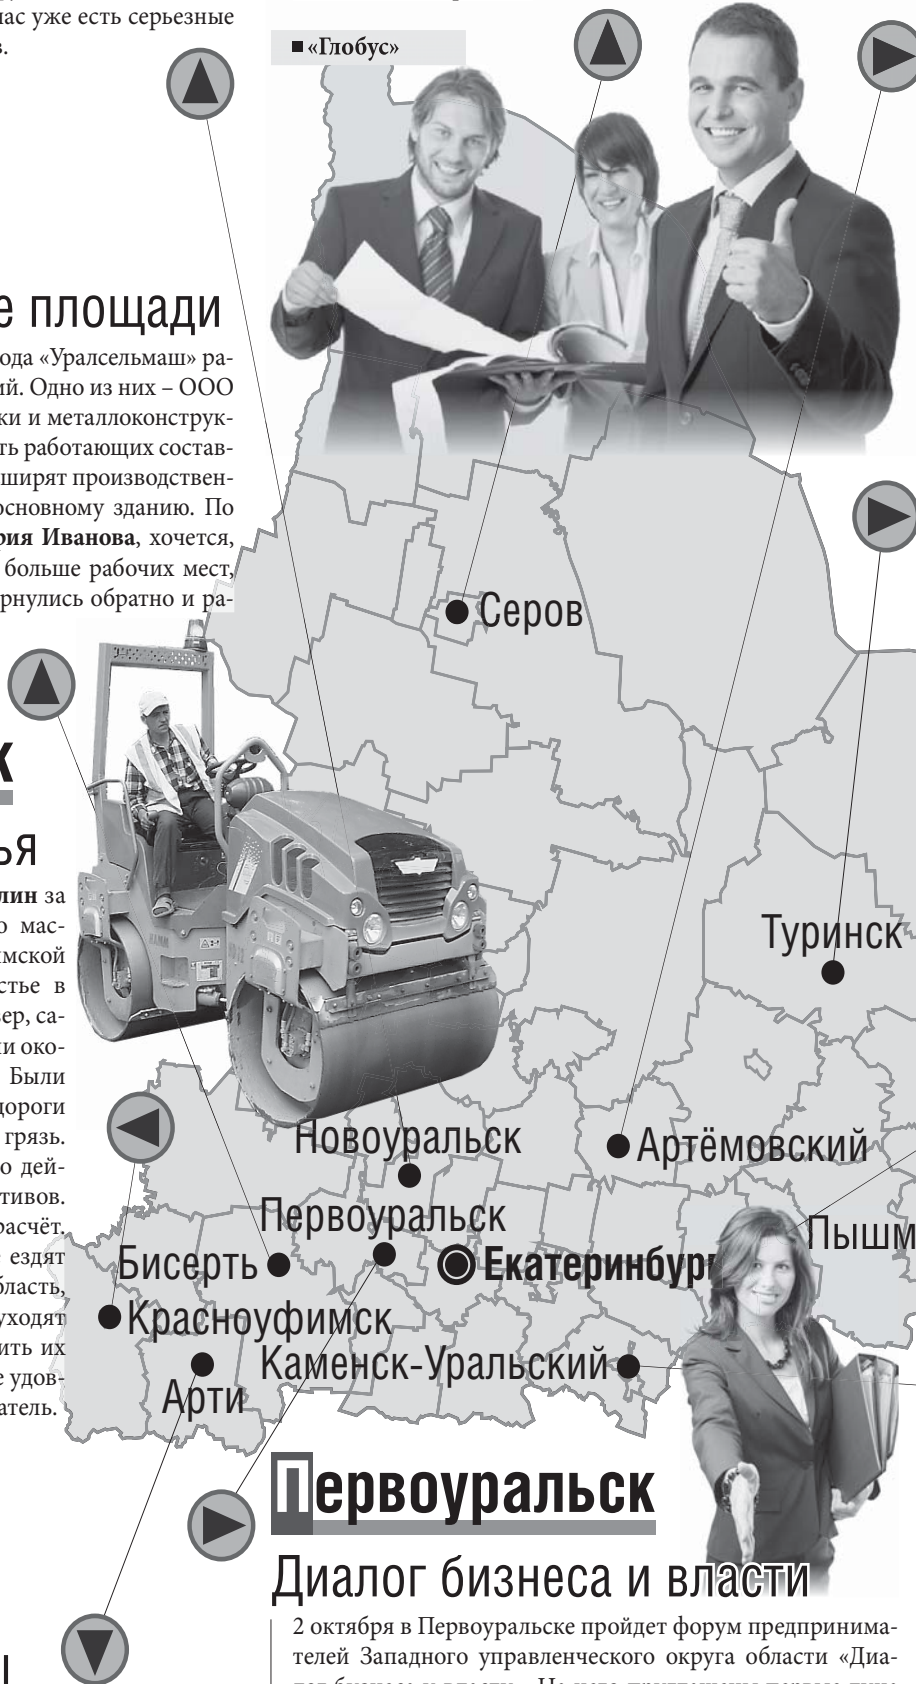 нас уже есть серьезные
в.
■ «Глобус»
е площади
ода «Уралсельмаш» ра-
ий. Одно из них – ООО
ки и металлоконструк-
ть работающих состав-
ширят производствен-
основному зданию. По
рия Иванова, хочется,
больше рабочих мест,
рнулись обратно и ра-
к
ья
лин за
о мас-
имской
стье в
ер, са-
ли око-
Были
дороги
грязь.
о дей-
тивов.
расчёт.
ездят
бласть,
уходят
ить их
е удов-
атель.
Серов
Туринск
Новоуральск
Артёмовский
Первоуральск
Пышм
Бисерть
Екатеринбург
Красноуфимск
Каменск-Уральский
Арти
Первоуральск
Диалог бизнеса и власти
2 октября в Первоуральске пройдет форум предпринима-
телей Западного управленческого округа области «Диа-